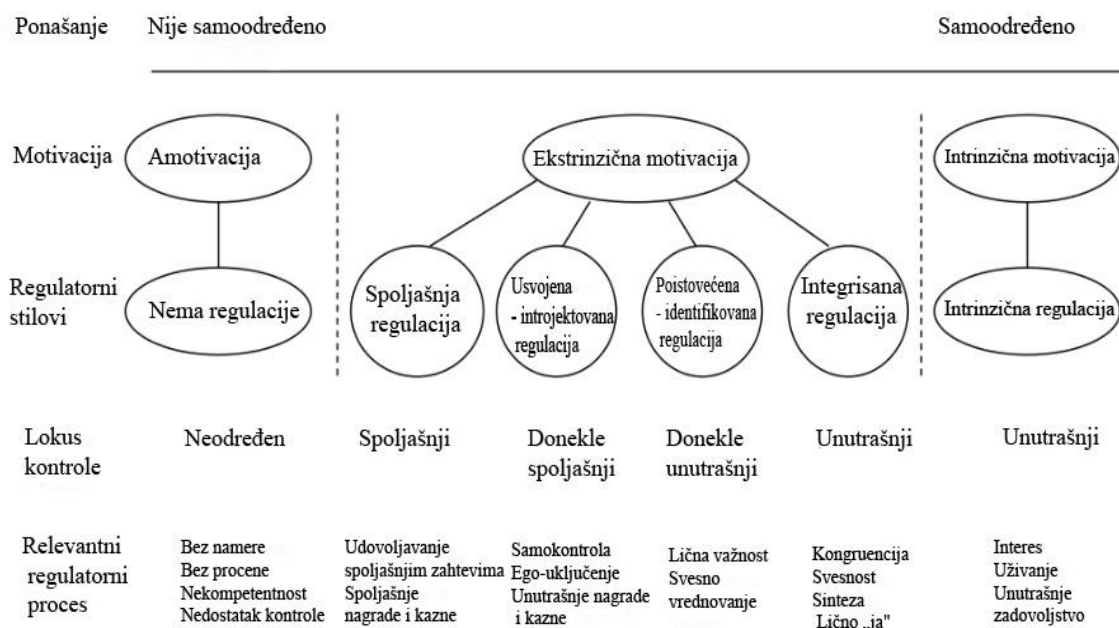 Ponašanje Nije samoodređeno Samoodređeno
Motivacija Amotivacija Ekstrinzična motivacija Intrinzična motivacija
Regulatorni
stilovi
Nema regulacije
Spoljašnja
regulacija
Usvojena
- introjektovana
regulacija
Poistovećena
- identifikovana
regulacija
Integrisana
regulacija
Intrinzična regulacija
Lokus
kontrole
Neodređen
Spoljašnji
Donekle
spoljašnji
Donekle
unutrašnji
Unutrašnji
Unutrašnji
Relevantni
regulatorni
proces
Bez namere
Bez procene
Nekompetentnost
Nedostatak kontrole
Udovoljavanje
spoljašnjim zahtevima
Spoljašnje
nagrade i kazne
Samokontrola
Ego-uključenje
Unutrašnje nagrade
i kazne
Lična važnost
Svesno
vrednovanje
Kongruencija
Svesnost
Sinteza
Lično „ja"
Interes
Uživanje
Unutrašnje
zadovoljstvo